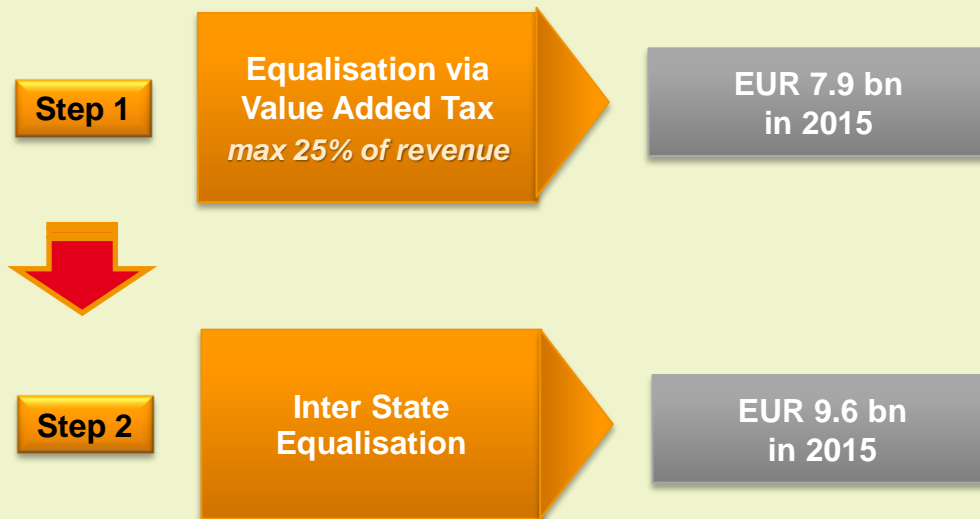 Step 1
Equalisation via
Value Added Tax
max 25% of revenue
EUR 7.9 bn
in 2015
Step 2
Inter State
Equalisation
EUR 9.6 bn
in 2015